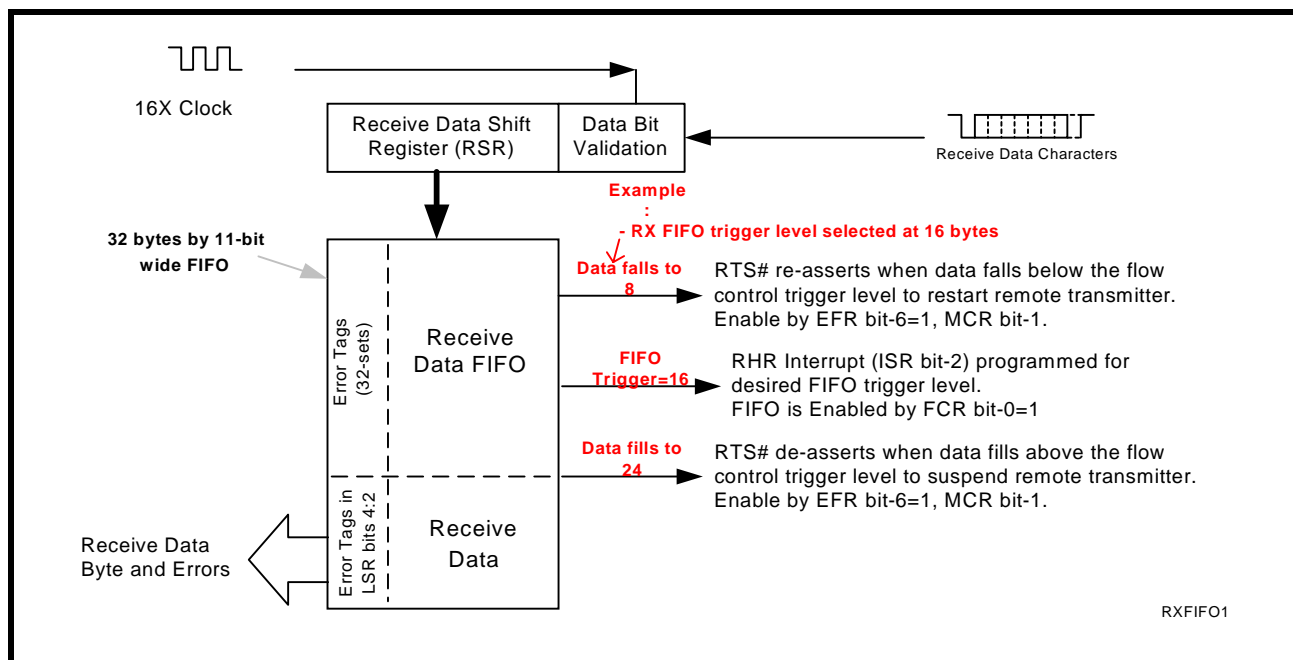 16X Clock
Receive Data Shift
Register (RSR)
Data Bit
Validation
Receive Data Characters
Example
:
- RX FIFO trigger level selected at 16 bytes
32 bytes by 11-bit
wide FIFO
Error Tags
(32-sets)
Receive
Data FIFO
Data falls to
8
RTS# re-asserts when data falls below the flow
control trigger level to restart remote transmitter.
Enable by EFR bit-6=1, MCR bit-1.
FIFO
Trigger=16
RHR Interrupt (ISR bit-2) programmed for
desired FIFO trigger level.
FIFO is Enabled by FCR bit-0=1
Data fills to
24
RTS# de-asserts when data fills above the flow
control trigger level to suspend remote transmitter.
Enable by EFR bit-6=1, MCR bit-1.
Error Tags in
LSR bits 4:2
Receive
Data
Receive Data
Byte and Errors
RXFIFO1